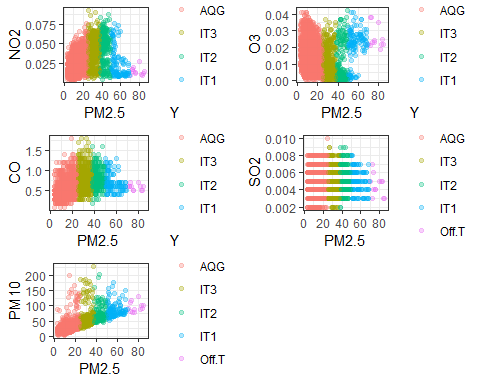 NO2
0.075
0.050
0.025
0 20 40 60 80
PM2.5
AQG
IT3
IT2
IT1
Y
O3
0.04
0.03
0.02
0.01
0.00
0 20 40 60 80
PM2.5
AQG
IT3
IT2
IT1
Y
CO
1.5
1.0
0.5
0 20 40 60 80
PM2.5
AQG
IT3
IT2
IT1
Y
SO2
0.010
0.008
0.006
0.004
0.002
0 20 40 60 80
PM2.5
AQG
IT3
IT2
IT1
Off.T
PM10
200
150
100
50
0
0 20 40 60 80
PM2.5
AQG
IT3
IT2
IT1
Off.T